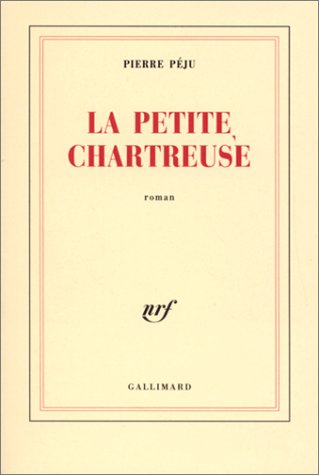 PIERRE PÉJU
LA PETITE
CHARTREUSE
roman
nrf
GALLIMARD